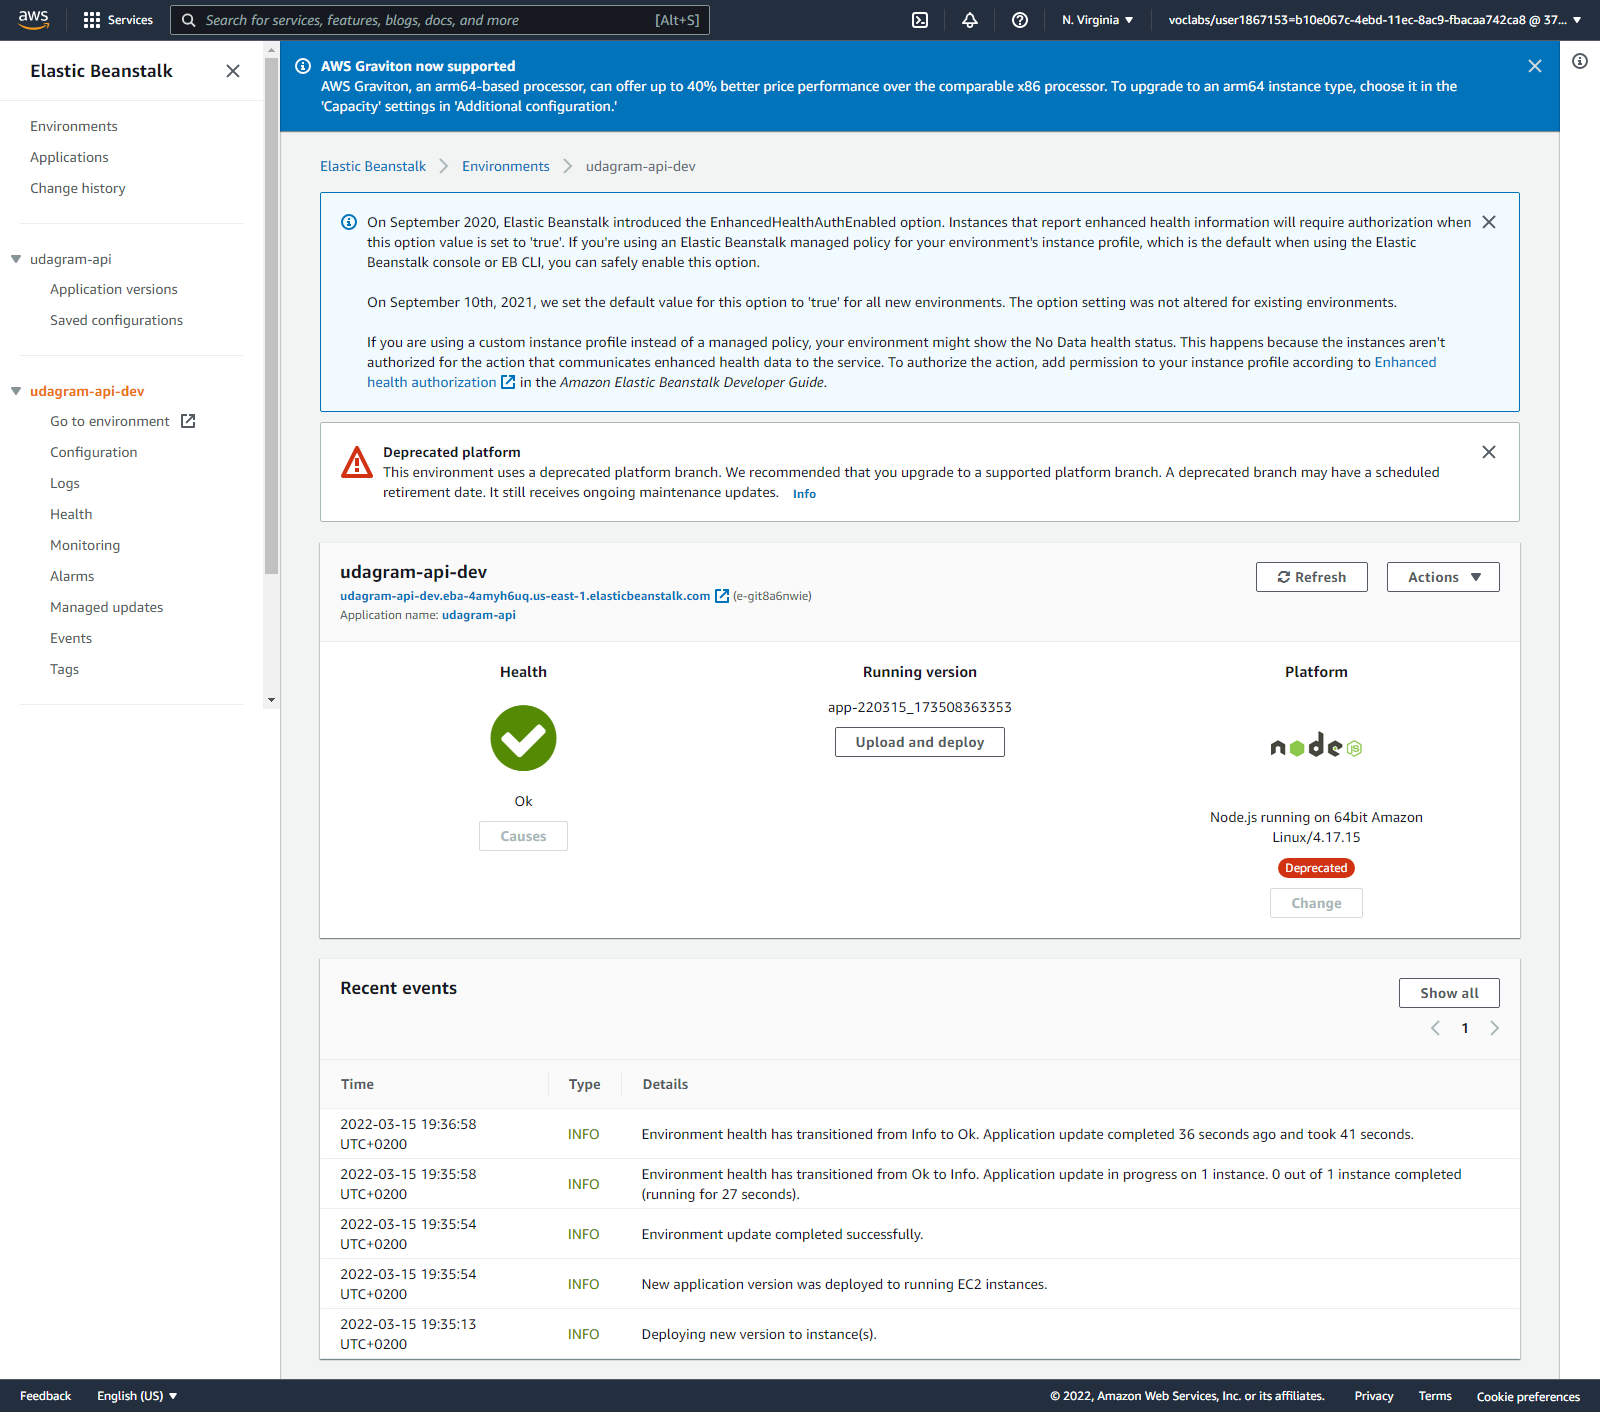 aws
Services
Search for services, features, blogs, docs, and more
[Alt+S]
N. Virginia
voclabs/user1867153=b10e067c-4ebd-11ec-8ac9-fbacaa742ca8 @ 37...
Elastic Beanstalk
Environments
Applications
Change history
udagram-api
Application versions
Saved configurations
udagram-api-dev
Go to environment
Configuration
Logs
Health
Monitoring
Alarms
Managed updates
Events
Tags
AWS Graviton now supported
AWS Graviton, an arm64-based processor, can offer up to 40% better price performance over the comparable x86 processor. To upgrade to an arm64 instance type, choose it in the
'Capacity' settings in 'Additional configuration.'
Elastic Beanstalk
Environments
udagram-api-dev
On September 2020, Elastic Beanstalk introduced the EnhancedHealthAuthEnabled option. Instances that report enhanced health information will require authorization when
this option value is set to 'true'. If you're using an Elastic Beanstalk managed policy for your environment's instance profile, which is the default when using the Elastic
Beanstalk console or EB CLI, you can safely enable this option.
On September 10th, 2021, we set the default value for this option to 'true' for all new environments. The option setting was not altered for existing environments.
If you are using a custom instance profile instead of a managed policy, your environment might show the No Data health status. This happens because the instances aren't
authorized for the action that communicates enhanced health data to the service. To authorize the action, add permission to your instance profile according to Enhanced
health authorization in the Amazon Elastic Beanstalk Developer Guide.
Deprecated platform
This environment uses a deprecated platform branch. We recommended that you upgrade to a supported platform branch. A deprecated branch may have a scheduled
retirement date. It still receives ongoing maintenance updates. Info
udagram-api-dev
udagram-api-dev.eba-4amyh6uq.us-east-1.elasticbeanstalk.com (e-git8a6nwie)
Application name: udagram-api
Refresh
Actions
Health
Ok
Causes
Running version
app-220315_173508363353
Upload and deploy
Platform
node JS
Node.js running on 64bit Amazon
Linux/4.17.15
Deprecated
Change
Recent events
Show all
1
Time
Type
Details
2022-03-15 19:36:58
UTC+0200
INFO
Environment health has transitioned from Info to Ok. Application update completed 36 seconds ago and took 41 seconds.
2022-03-15 19:35:58
UTC+0200
INFO
Environment health has transitioned from Ok to Info. Application update in progress on 1 instance. 0 out of 1 instance completed
(running for 27 seconds).
2022-03-15 19:35:54
UTC+0200
INFO
Environment update completed successfully.
2022-03-15 19:35:54
UTC+0200
INFO
New application version was deployed to running EC2 instances.
2022-03-15 19:35:13
UTC+0200
INFO
Deploying new version to instance(s).
Feedback
English (US)
© 2022, Amazon Web Services, Inc. or its affiliates.
Privacy
Terms
Cookie preferences